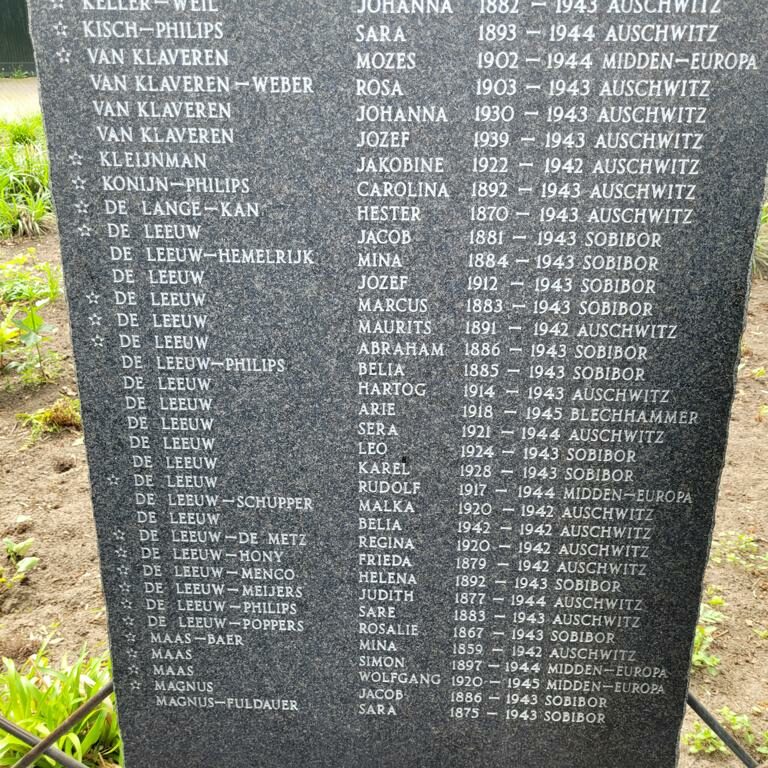 ☆ KELLER—WEIL JOHANNA 1882 — 1943 AUSCHWITZ
☆ KISCH—PHILIPS SARA 1893 — 1944 AUSCHWITZ
☆ VAN KLAVEREN MOZES 1902 — 1944 MIDDEN—EUROPA
VAN KLAVEREN—WEBER ROSA 1903 — 1943 AUSCHWITZ
VAN KLAVEREN JOHANNA 1930 — 1943 AUSCHWITZ
VAN KLAVEREN JOZEF 1939 — 1943 AUSCHWITZ
☆ KLEIJNMAN JAKOBINE 1922 — 1942 AUSCHWITZ
☆ KONIJN—PHILIPS CAROLINA 1892 — 1943 AUSCHWITZ
☆ DE LANGE—KAN HESTER 1870 — 1943 AUSCHWITZ
☆ DE LEEUW JACOB 1881 — 1943 SOBIBOR
DE LEEUW—HEMELRIJK MINA 1884 — 1943 SOBIBOR
DE LEEUW JOZEF 1912 — 1943 SOBIBOR
☆ DE LEEUW MARCUS 1883 — 1943 SOBIBOR
☆ DE LEEUW MAURITS 1891 — 1942 AUSCHWITZ
☆ DE LEEUW ABRAHAM 1886 — 1943 SOBIBOR
DE LEEUW—PHILIPS BELIA 1885 — 1943 SOBIBOR
DE LEEUW HARTOG 1914 — 1943 AUSCHWITZ
DE LEEUW ARIE 1918 — 1945 BLECHHAMMER
DE LEEUW SERA 1921 — 1944 AUSCHWITZ
DE LEEUW LEO 1924 — 1943 SOBIBOR
DE LEEUW KAREL 1928 — 1943 SOBIBOR
☆ DE LEEUW RUDOLF 1917 — 1944 MIDDEN—EUROPA
DE LEEUW—SCHUPPER MALKA 1920 — 1942 AUSCHWITZ
DE LEEUW BELIA 1942 — 1942 AUSCHWITZ
☆ DE LEEUW—DE METZ REGINA 1920 — 1942 AUSCHWITZ
☆ DE LEEUW—HONY FRIEDA 1879 — 1942 AUSCHWITZ
☆ DE LEEUW—MENCO HELENA 1892 — 1943 SOBIBOR
☆ DE LEEUW—MEIJERS JUDITH 1877 — 1944 AUSCHWITZ
☆ DE LEEUW—PHILIPS SARE 1883 — 1943 AUSCHWITZ
☆ DE LEEUW—POPPERS ROSALIE 1867 — 1943 SOBIBOR
☆ MAAS—BAER MINA 1859 — 1942 AUSCHWITZ
☆ MAAS SIMON 1897 — 1944 MIDDEN—EUROPA
☆ MAAS WOLFGANG 1920 — 1945 MIDDEN—EUROPA
☆ MAGNUS JACOB 1886 — 1943 SOBIBOR
MAGNUS—FULDAUER SARA 1875 — 1943 SOBIBOR